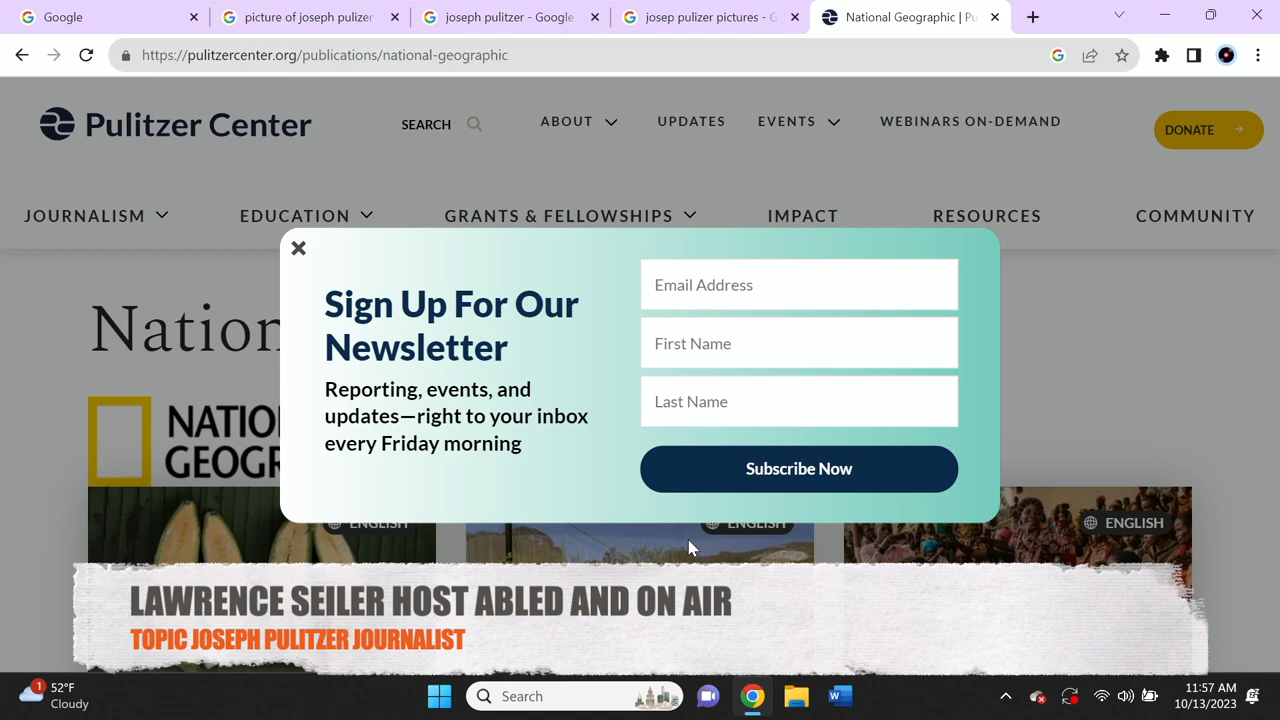 Google
picture of joseph pulizer
joseph pulitzer - Google
josep pulizer pictures - G
National Geographic | Pu
https://pulitzercenter.org/publications/national-geographic
Pulitzer Center
SEARCH
ABOUT
UPDATES
EVENTS
WEBINARS ON-DEMAND
DONATE
JOURNALISM
EDUCATION
GRANTS & FELLOWSHIPS
IMPACT
RESOURCES
COMMUNITY
Nation
NATIO
GEOGR
Sign Up For Our
Newsletter
Reporting, events, and
updates—right to your inbox
every Friday morning
Email Address
First Name
Last Name
Subscribe Now
ENGLISH
ENGLISH
ENGLISH
LAWRENCE SEILER HOST ABLED AND ON AIR
TOPIC JOSEPH PULITZER JOURNALIST
1
52°F
Cloudy
Search
11:57 AM
10/13/2023